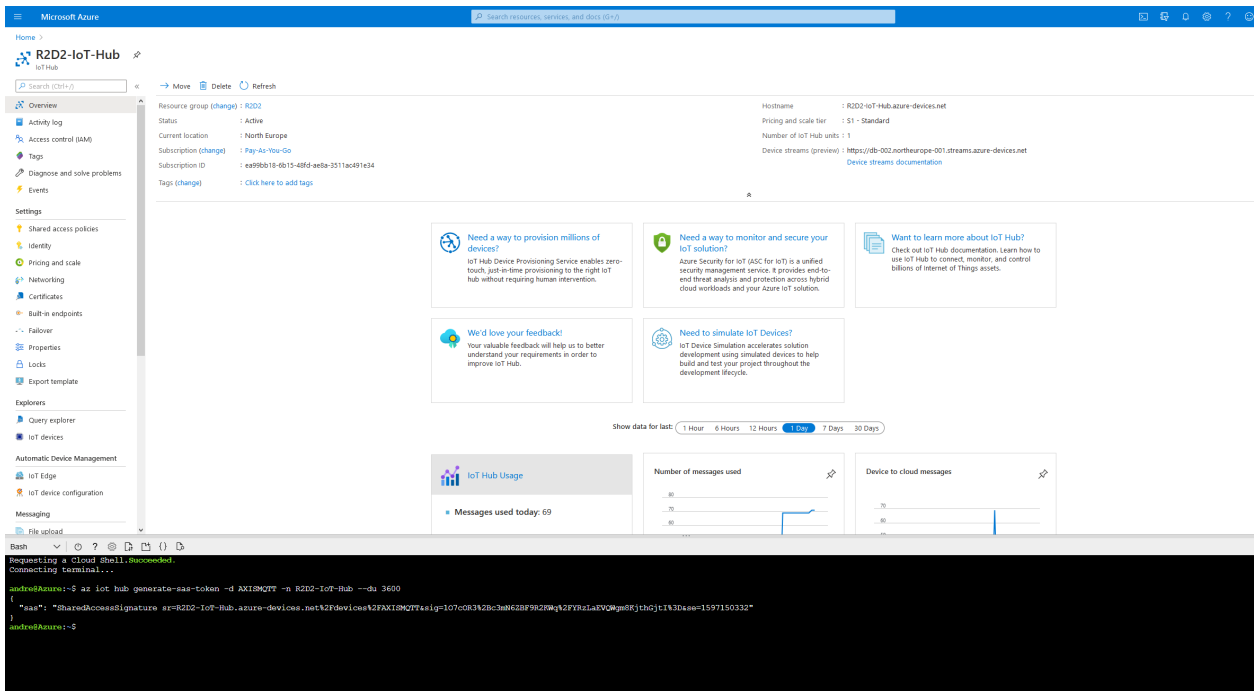 Microsoft Azure
Search resources, services, and docs (G+/)
Home >
R2D2-IoT-Hub
IoT Hub
Search (Ctrl+/)
«
Move Delete Refresh
Overview
Activity log
Access control (IAM)
Tags
Diagnose and solve problems
Events
Settings
Shared access policies
Identity
Pricing and scale
Networking
Certificates
Built-in endpoints
Failover
Properties
Locks
Export template
Explorers
Query explorer
IoT devices
Automatic Device Management
IoT Edge
IoT device configuration
Messaging
File upload
Resource group (change) : R2D2
Status : Active
Current location : North Europe
Subscription (change) : Pay-As-You-Go
Subscription ID : ea99bb18-6b15-48fd-ae8a-3511ac491e34
Tags (change) : Click here to add tags
Hostname : R2D2-IoT-Hub.azure-devices.net
Pricing and scale tier : S1 - Standard
Number of IoT Hub units : 1
Device streams (preview) : https://db-002.northeurope-001.streams.azure-devices.net
Device streams documentation
Need a way to provision millions of
devices?
IoT Hub Device Provisioning Service enables zero-
touch, just-in-time provisioning to the right IoT
hub without requiring human intervention.
Need a way to monitor and secure your
IoT solution?
Azure Security for IoT (ASC for IoT) is a unified
security management service. It provides end-to-
end threat analysis and protection across hybrid
cloud workloads and your Azure IoT solution.
Want to learn more about IoT Hub?
Check out IoT Hub documentation. Learn how to
use IoT Hub to connect, monitor, and control
billions of Internet of Things assets.
We'd love your feedback!
Your valuable feedback will help us to better
understand your requirements in order to
improve IoT Hub.
Need to simulate IoT Devices?
IoT Device Simulation accelerates solution
development using simulated devices to help
build and test your project throughout the
development lifecycle.
Show data for last: 1 Hour 6 Hours 12 Hours 1 Day 7 Days 30 Days
IoT Hub Usage
Messages used today: 69
Number of messages used
80
70
60
Device to cloud messages
70
60
Bash
Requesting a Cloud Shell.Succeeded.
Connecting terminal...
andre@Azure:~$ az iot hub generate-sas-token -d AXISMQTT -n R2D2-IoT-Hub --du 3600
{
"sas": "SharedAccessSignature sr=R2D2-IoT-Hub.azure-devices.net%2Fdevices%2FAXISMQTT&sig=1O7cOR3%2Bc3mN6ZBF9R2KWq%2FYRzLaEVQWgm8KjthGjtI%3D&se=1597150332"
}
andre@Azure:~$